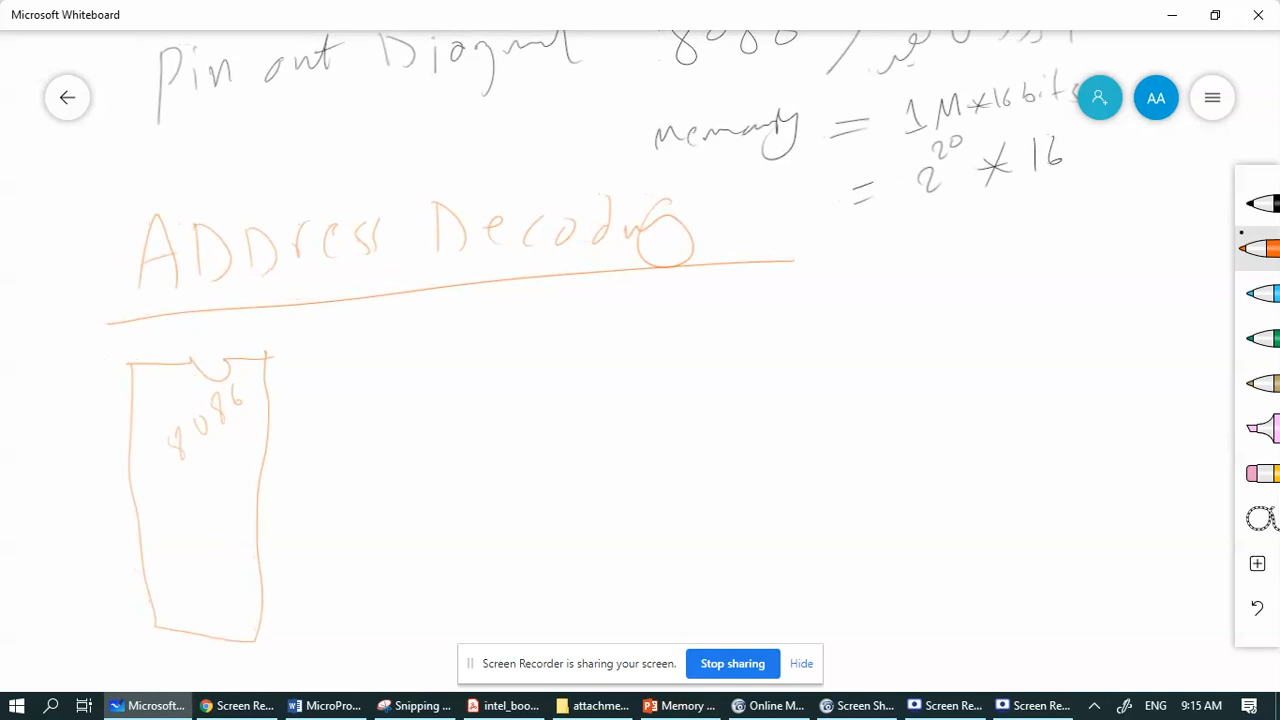 Microsoft Whiteboard
Pin out Diagram 8086 /
Memory = 1M*16 bits
AA
= 2^20 * 16
ADDress Decoding
8086
Screen Recorder is sharing your screen. Stop sharing Hide
Microsoft... Screen Re... MicroPro... Snipping ... intel_boo... attachme... Memory ... Online M... Screen Sh... Screen Re... Screen Re... ENG 9:15 AM